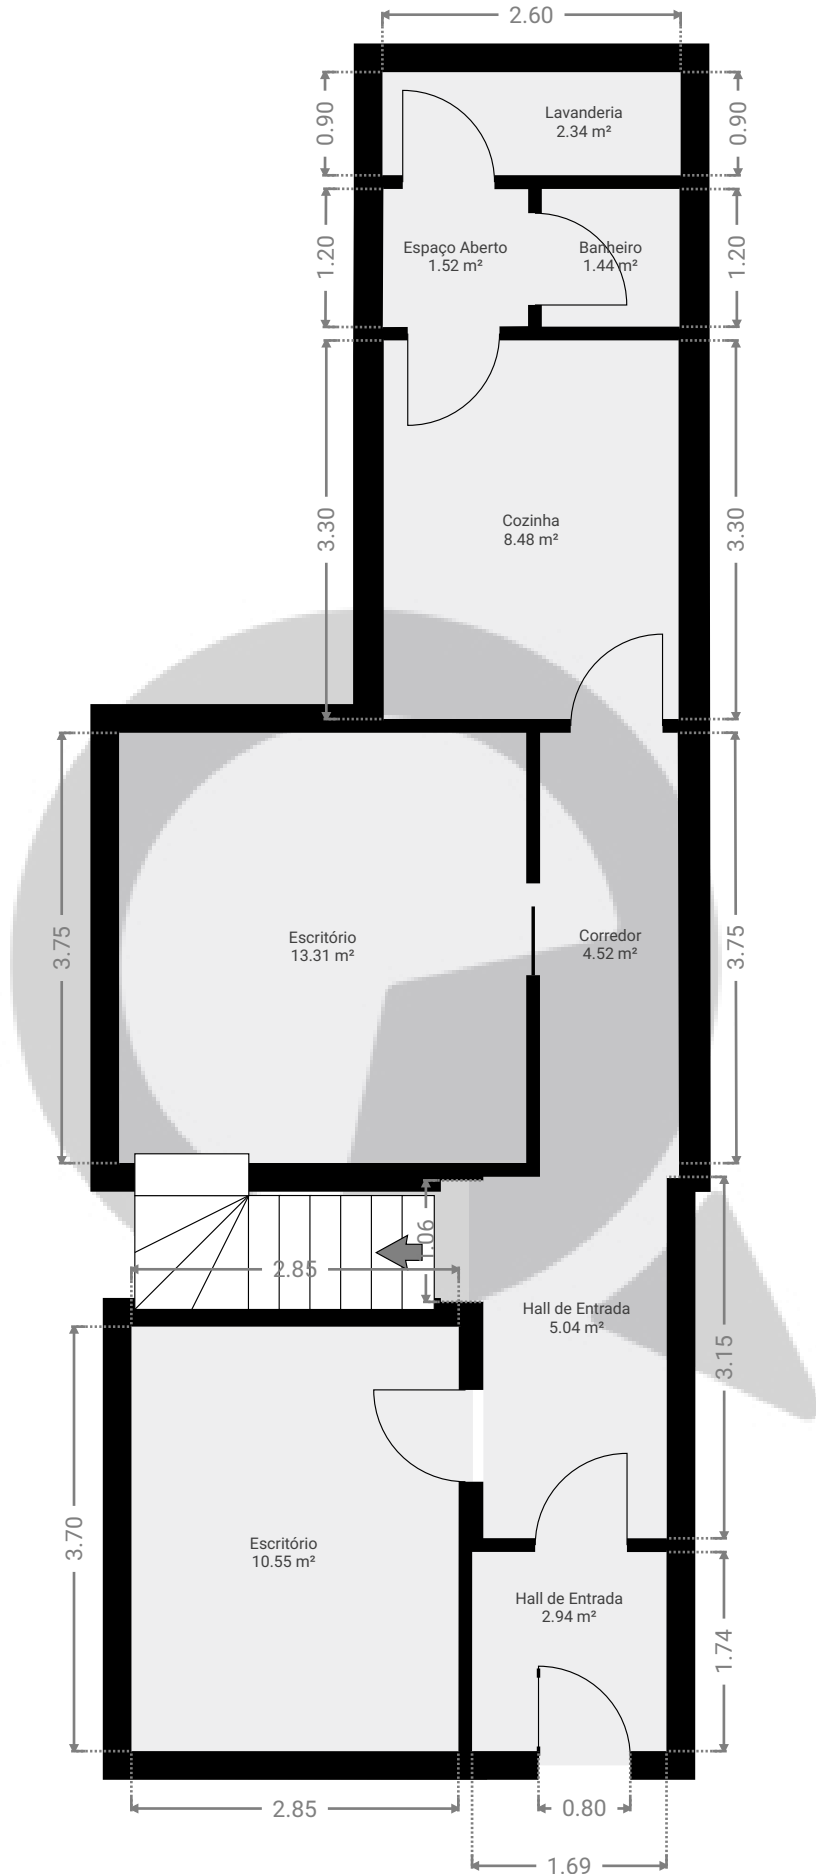 2.60
0.90
Lavanderia
2.34 m²
0.90
1.20
Espaço Aberto
1.52 m²
Banheiro
1.44 m²
1.20
3.30
Cozinha
8.48 m²
3.30
3.75
Escritório
13.31 m²
Corredor
4.52 m²
3.75
1.06
2.85
Hall de Entrada
5.04 m²
3.15
3.70
Escritório
10.55 m²
Hall de Entrada
2.94 m²
1.74
2.85
0.80
1.69